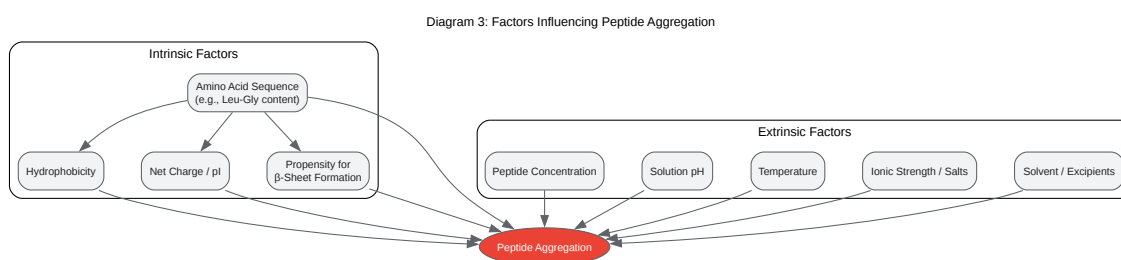 Diagram 3: Factors Influencing Peptide Aggregation
Intrinsic Factors
Amino Acid Sequence
(e.g., Leu-Gly content)
Hydrophobicity
Net Charge / pI
Propensity for
β-Sheet Formation
Extrinsic Factors
Peptide Concentration
Solution pH
Temperature
Ionic Strength / Salts
Solvent / Excipients
Peptide Aggregation